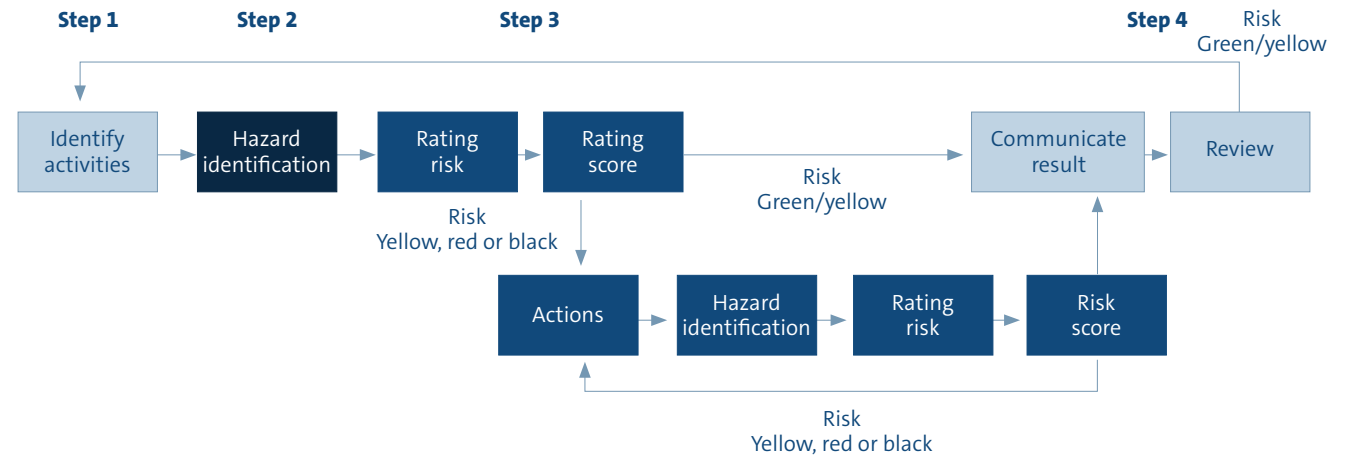 Step 1
Step 2
Step 3
Step 4
Risk
Green/yellow
Identify
activities
Hazard
identification
Rating
risk
Rating
score
Communicate
result
Review
Risk
Green/yellow
Risk
Yellow, red or black
Actions
Hazard
identification
Rating
risk
Risk
score
Risk
Yellow, red or black